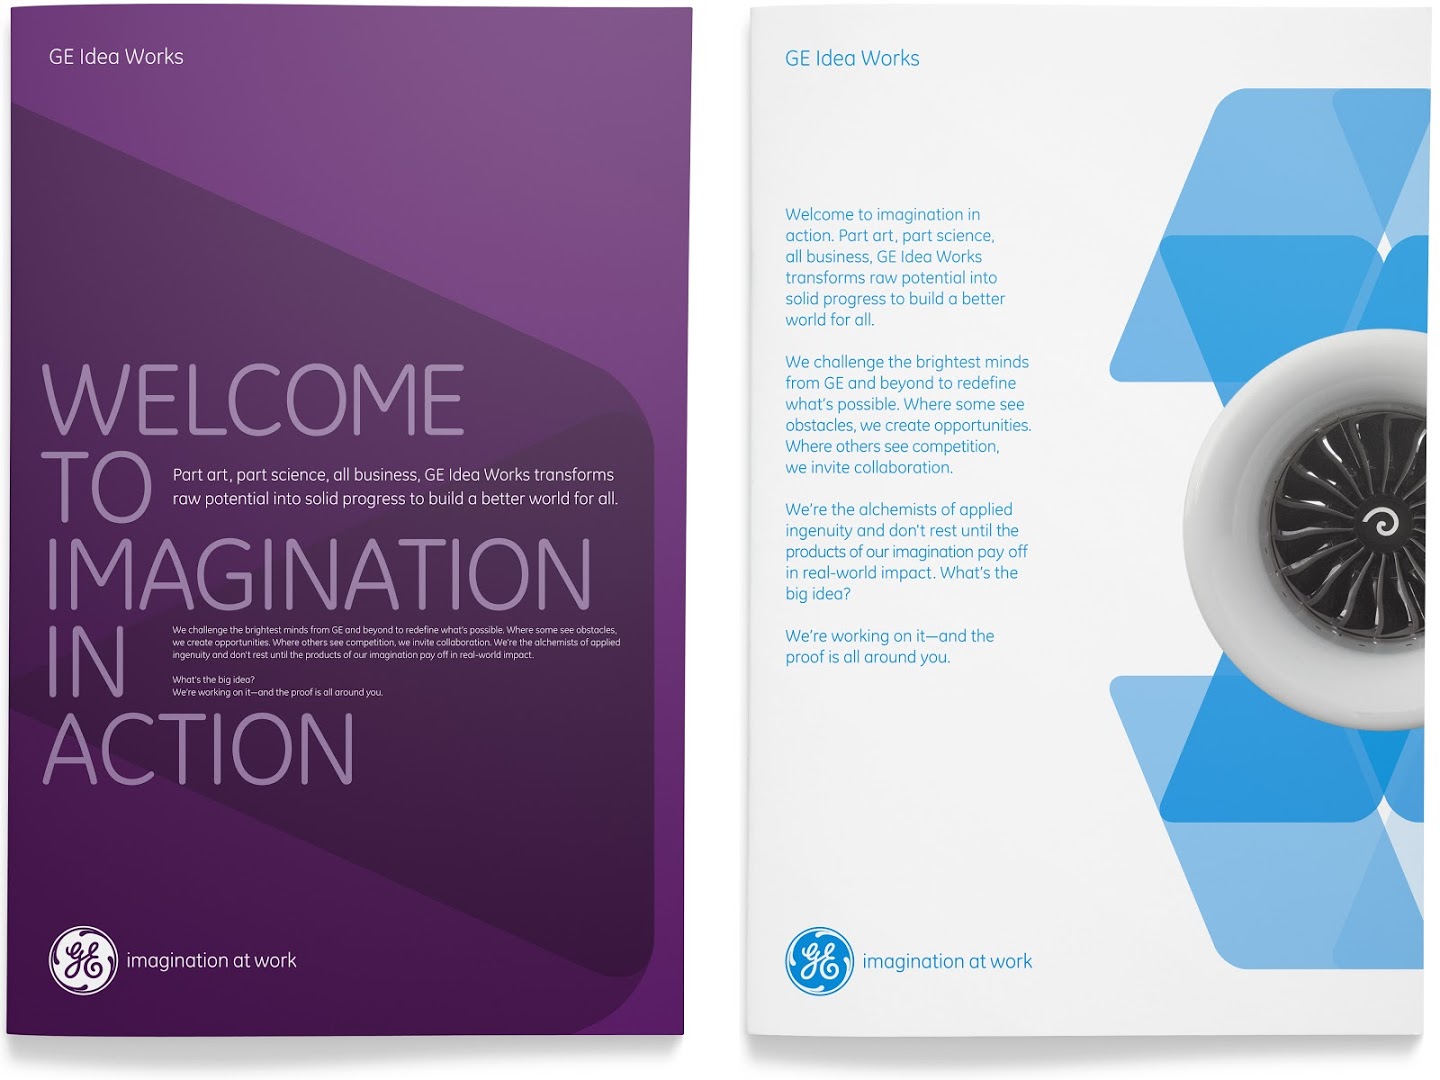 GE Idea Works
WELCOME
TO
Part art, part science, all business, GE Idea Works transforms
raw potential into solid progress to build a better world for all.
IMAGINATION
IN
We challenge the brightest minds from GE and beyond to redefine what's possible. Where some see obstacles,
we create opportunities. Where others see competition, we invite collaboration. We're the alchemists of applied
ingenuity and don't rest until the products of our imagination pay off in real-world impact.
What's the big idea?
We're working on it—and the proof is all around you.
ACTION
GE
imagination at work
GE Idea Works
Welcome to imagination in
action. Part art, part science,
all business, GE Idea Works
transforms raw potential into
solid progress to build a better
world for all.
We challenge the brightest minds
from GE and beyond to redefine
what's possible. Where some see
obstacles, we create opportunities.
Where others see competition,
we invite collaboration.
We're the alchemists of applied
ingenuity and don't rest until the
products of our imagination pay off
in real-world impact. What's the
big idea?
We're working on it—and the
proof is all around you.
GE
imagination at work